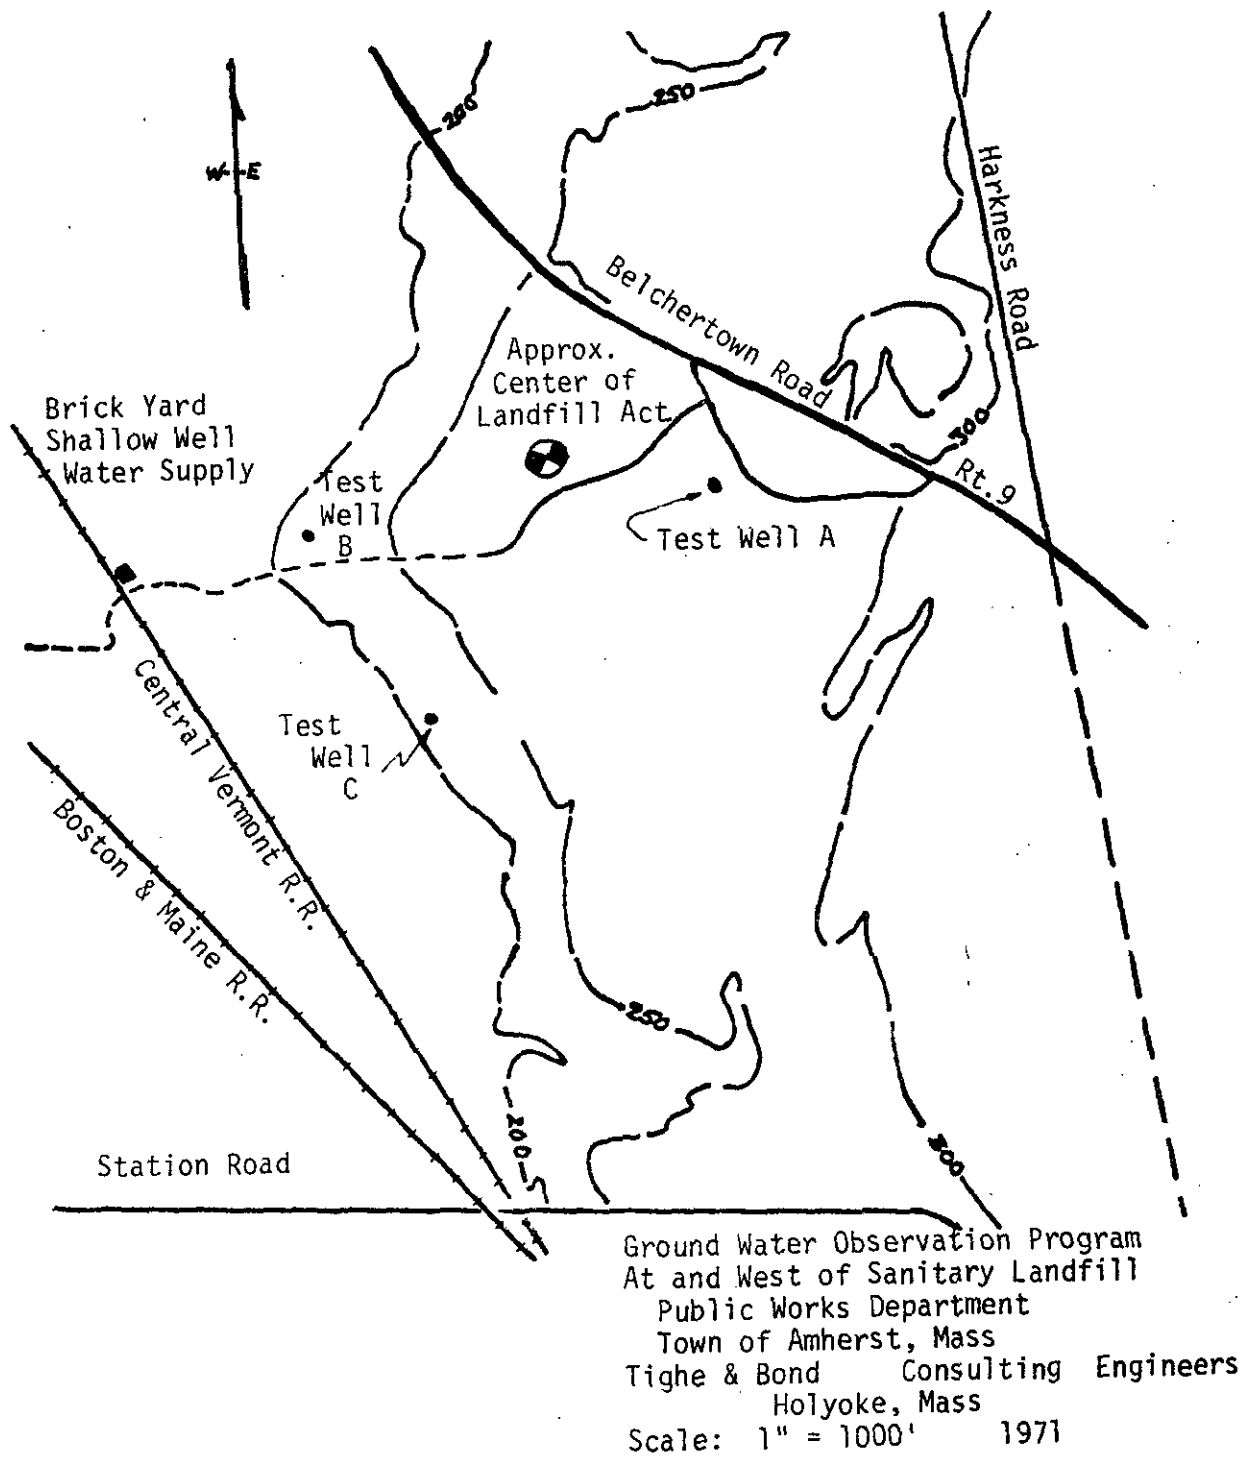 200
250
W E
Harkness Road
Belchertown Road
Approx.
Center of
Landfill Act.
Brick Yard
Shallow Well
Water Supply
300
Rt.9
Test
Well
B
Test Well A
Central Vermont R.R.
Test
Well
C
Boston & Maine R.R.
250
200
300
Station Road
Ground Water Observation Program
At and West of Sanitary Landfill
Public Works Department
Town of Amherst, Mass
Tighe & Bond Consulting Engineers
Holyoke, Mass
Scale: 1" = 1000' 1971